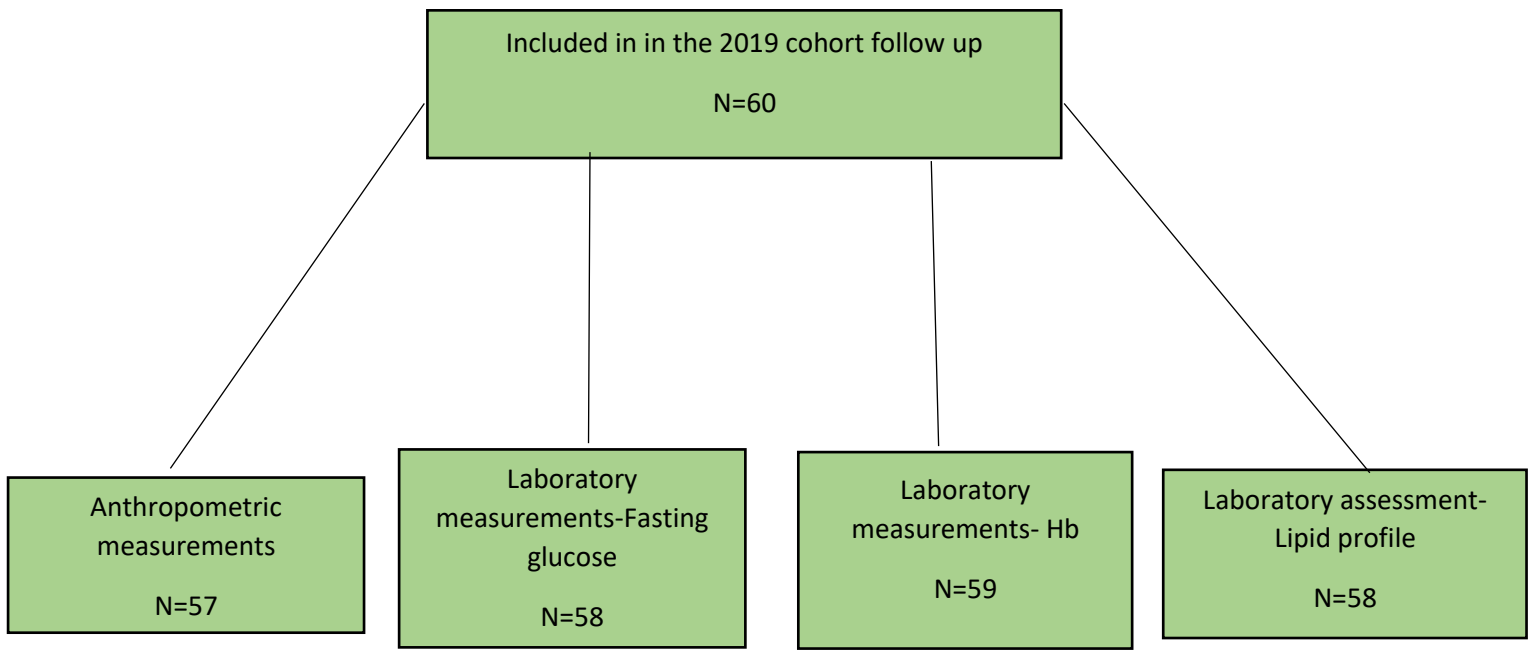 Included in in the 2019 cohort follow up
N=60
Anthropometric
measurements
N=57
Laboratory
measurements-Fasting
glucose
N=58
Laboratory
measurements- Hb
N=59
Laboratory assessment-
Lipid profile
N=58